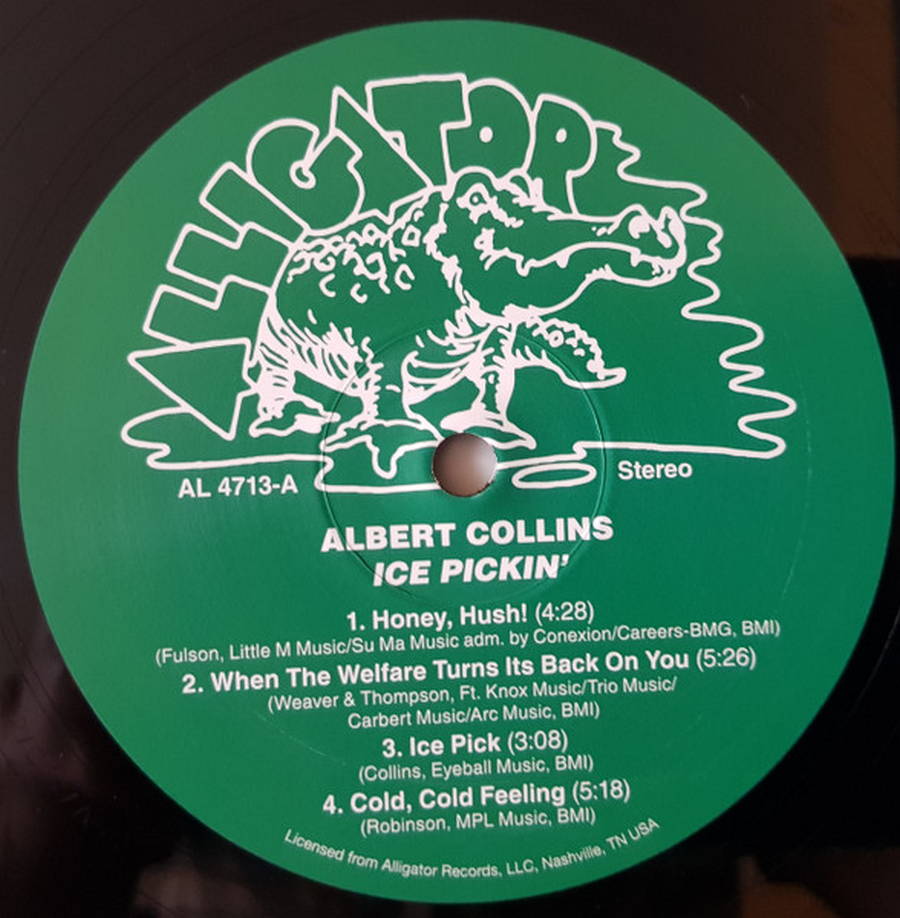 ALLIGATOR
AL 4713-A
Stereo
ALBERT COLLINS
ICE PICKIN'
1. Honey, Hush! (4:28)
(Fulson, Little M Music/Su Ma Music adm. by Conexion/Careers-BMG, BMI)
2. When The Welfare Turns Its Back On You (5:26)
(Weaver & Thompson, Ft. Knox Music/Trio Music/
Carbert Music/Arc Music, BMI)
3. Ice Pick (3:08)
(Collins, Eyeball Music, BMI)
4. Cold, Cold Feeling (5:18)
(Robinson, MPL Music, BMI)
Licensed from Alligator Records, LLC, Nashville, TN USA